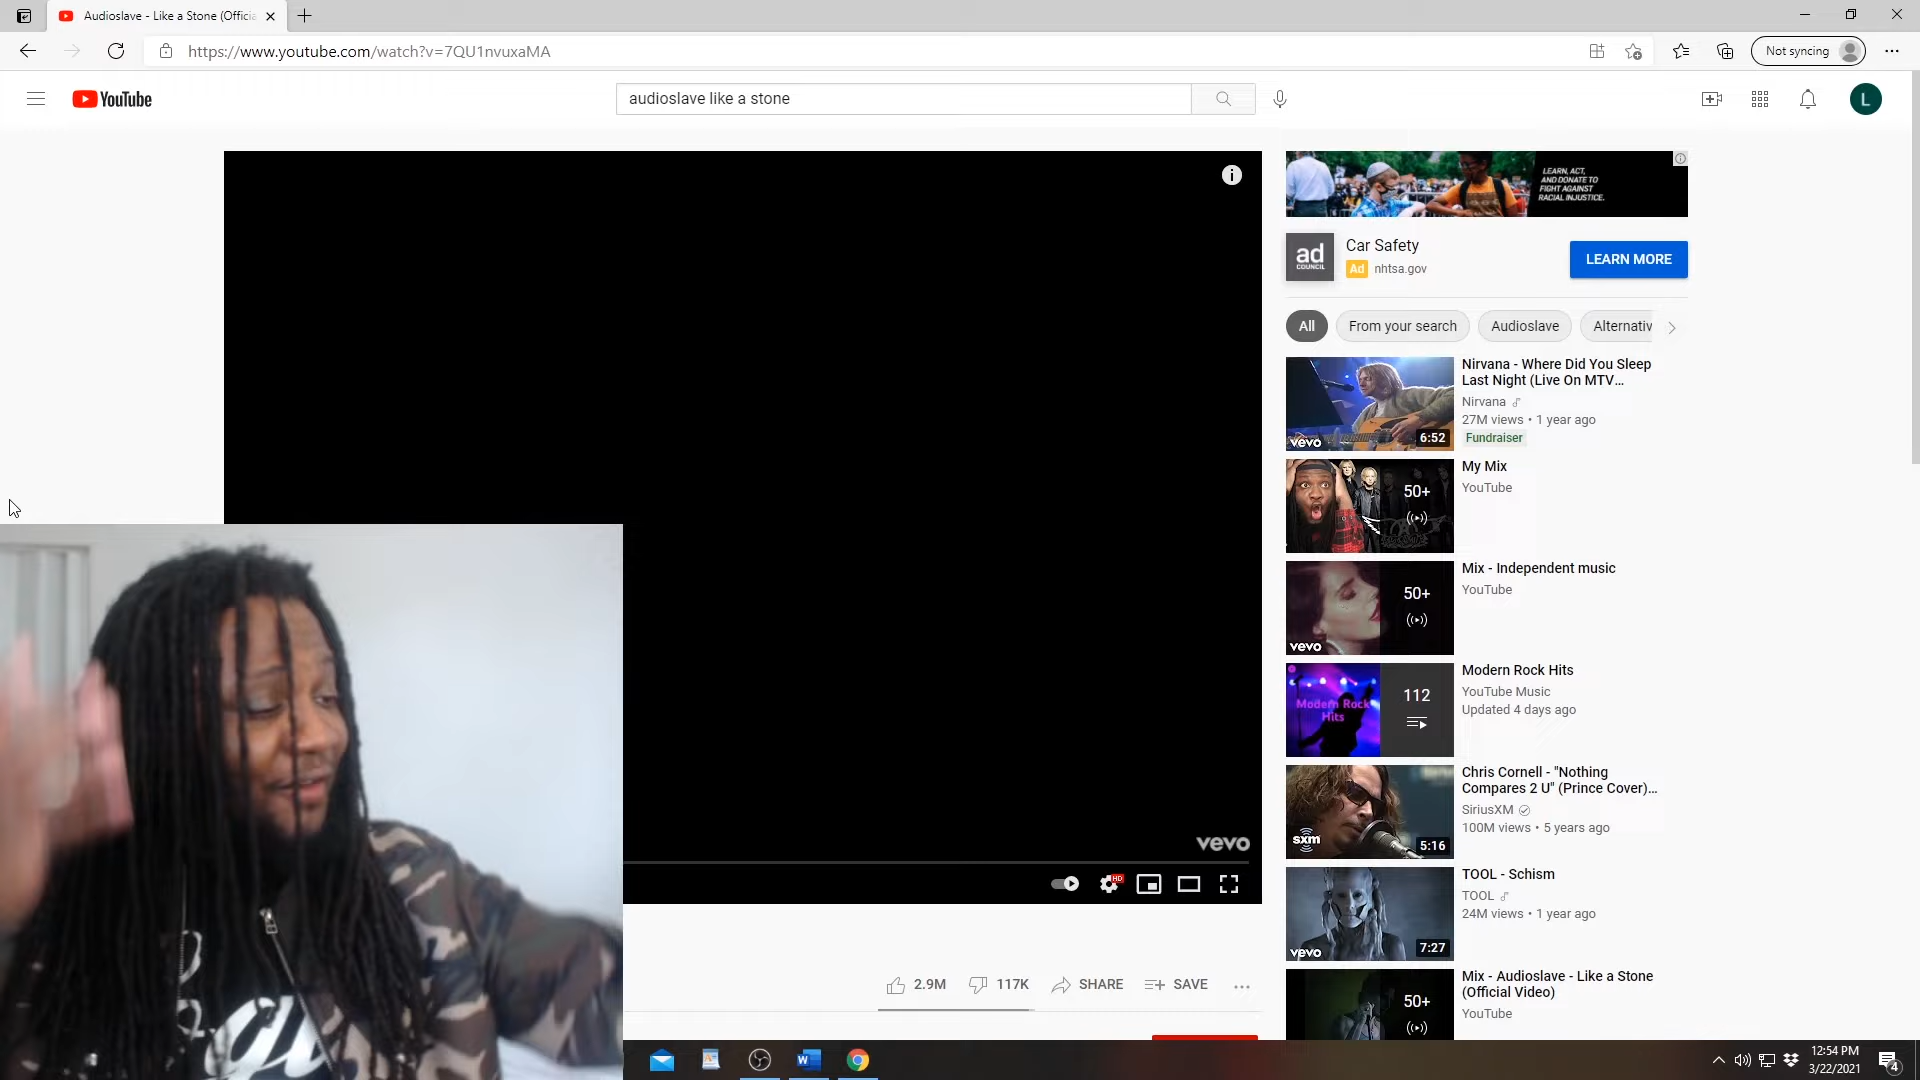 Audioslave - Like a Stone (Officia
https://www.youtube.com/watch?v=7QU1nvuxaMA
Not syncing
YouTube
audioslave like a stone
L
LEARN, ACT,
AND DONATE TO
FIGHT AGAINST
RACIAL INJUSTICE.
ad
COUNCIL
Car Safety
Ad nhtsa.gov
LEARN MORE
All
From your search
Audioslave
Alternativ
Nirvana - Where Did You Sleep
Last Night (Live On MTV...
Nirvana
27M views • 1 year ago
Fundraiser
vevo
6:52
My Mix
YouTube
50+
Mix - Independent music
YouTube
50+
vevo
Modern Rock Hits
YouTube Music
Updated 4 days ago
Modern Rock
Hits
112
Chris Cornell - "Nothing
Compares 2 U" (Prince Cover)...
SiriusXM
100M views • 5 years ago
sxm
5:16
TOOL - Schism
TOOL
24M views • 1 year ago
vevo
7:27
Mix - Audioslave - Like a Stone
(Official Video)
YouTube
50+
vevo
HD
2.9M
117K
SHARE
SAVE
12:54 PM
3/22/2021
4